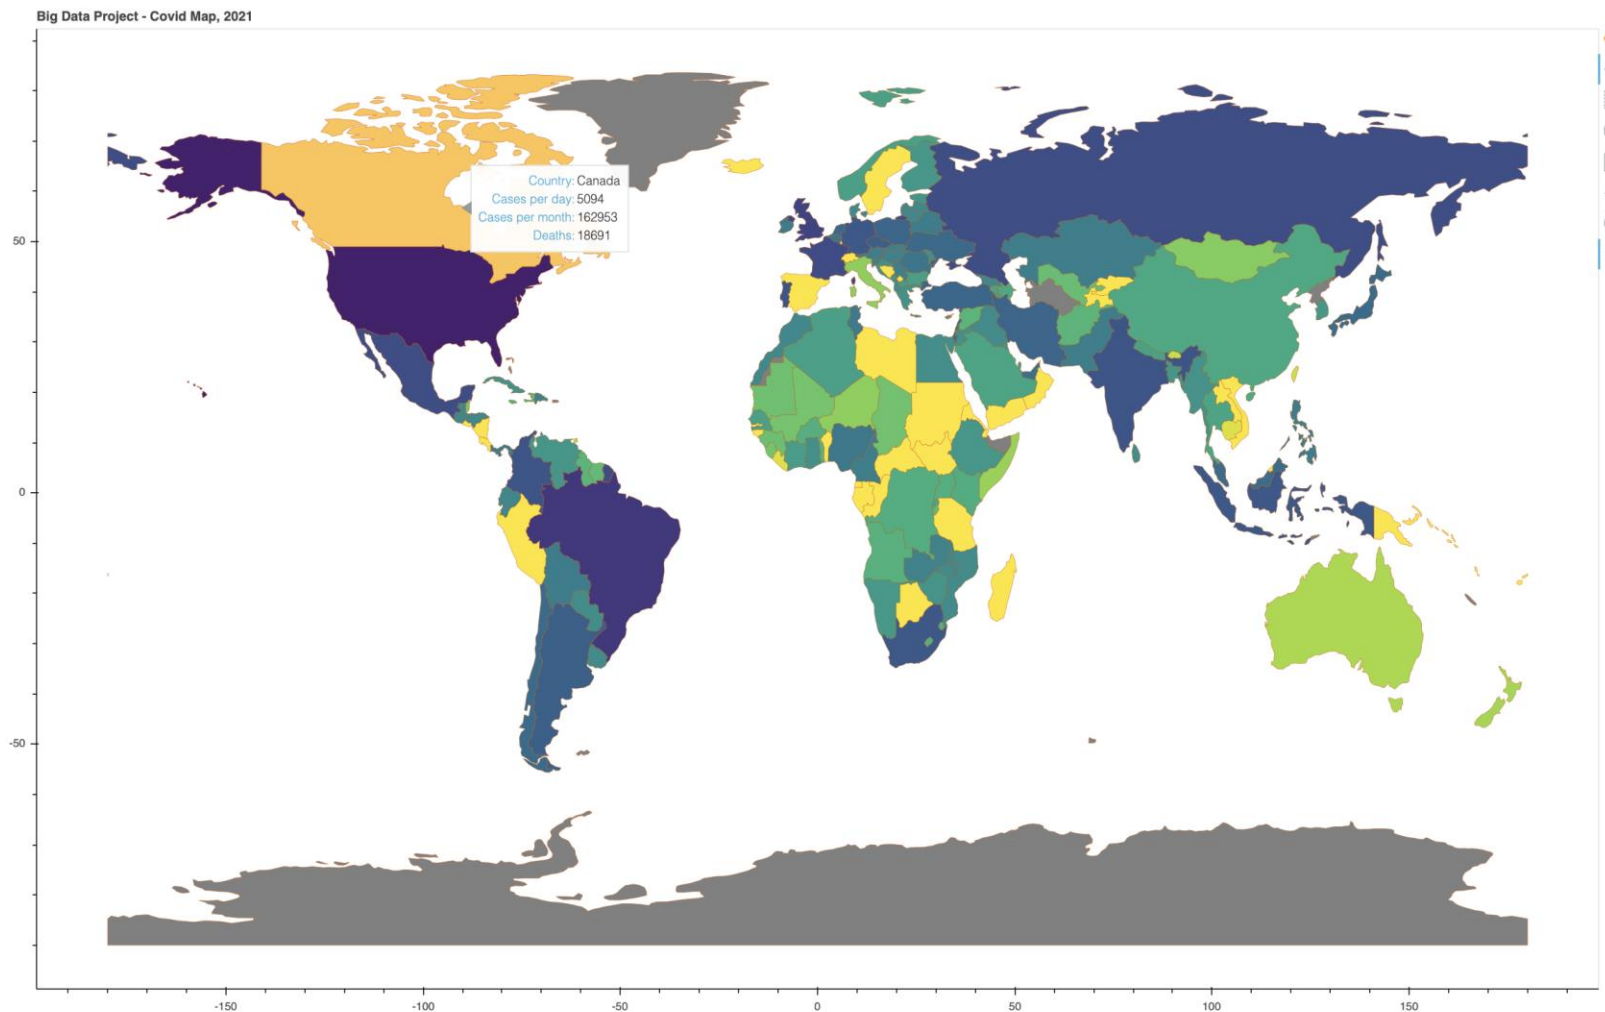 Big Data Project - Covid Map, 2021
Country: Canada
Cases per day: 5094
Cases per month: 162953
Deaths: 18691
50
0
-50
-150
-100
-50
0
50
100
150